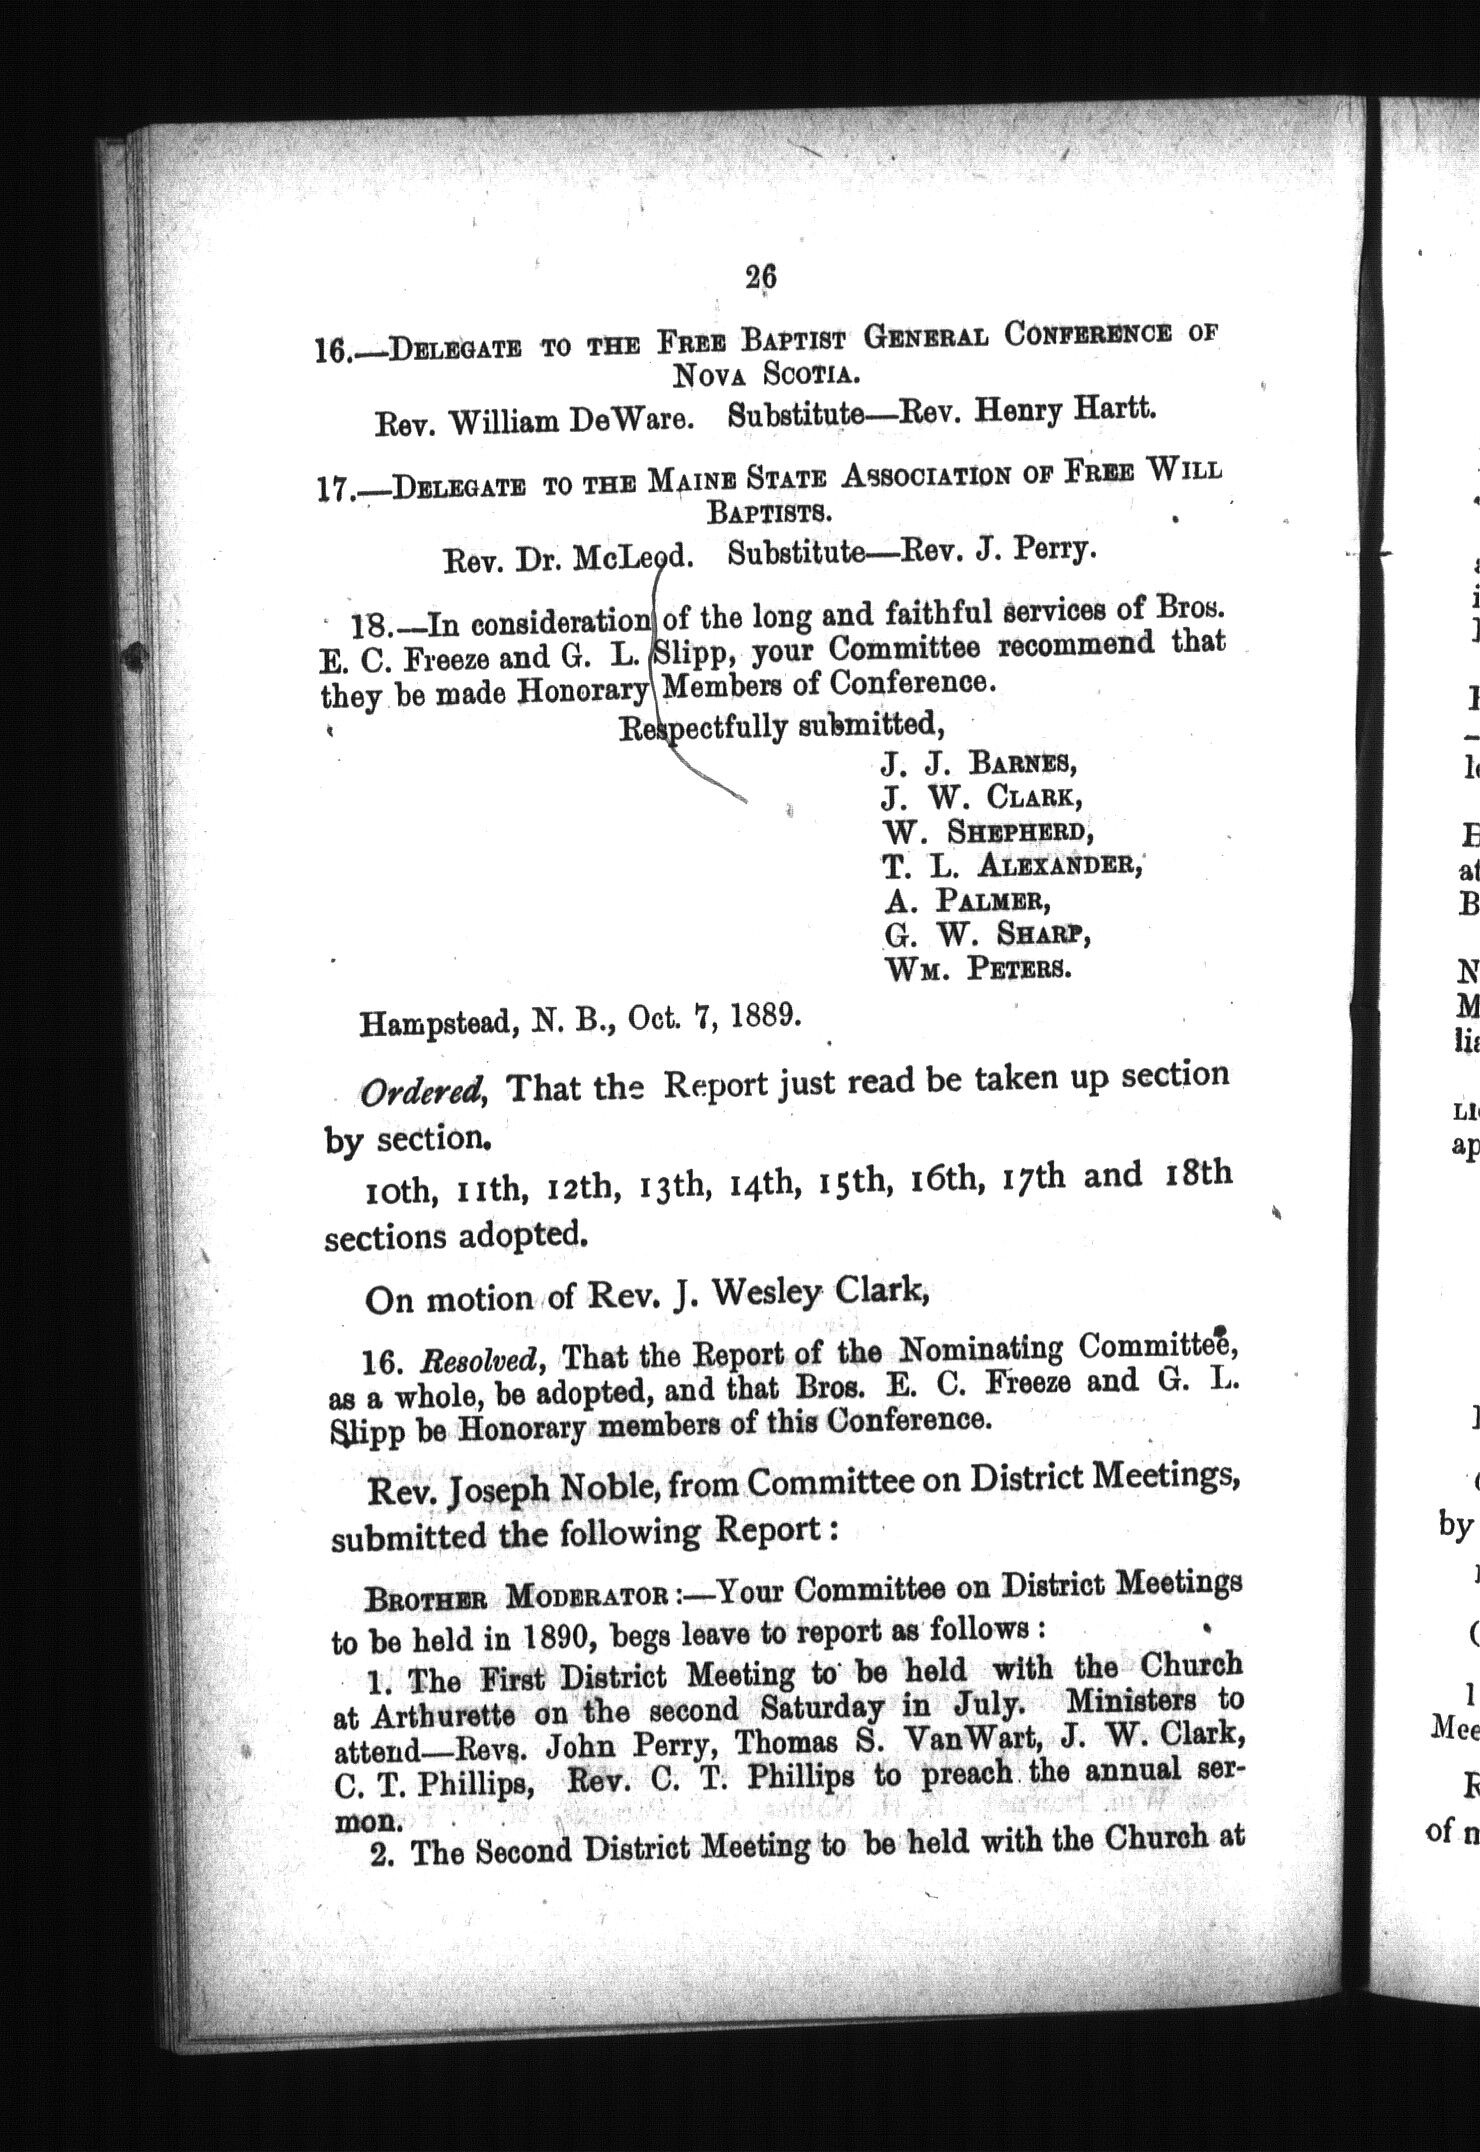 26
16.—DELEGATE TO THE FREE BAPTIST GENERAL CONFERENCE OF
NOVA SCOTIA.
Rev. William DeWare. Substitute—Rev. Henry Hartt.
17.—DELEGATE TO THE MAINE STATE ASSOCIATION OF FREE WILL
BAPTISTS.
Rev. Dr. McLeod. Substitute—Rev. J. Perry.
18.—In consideration of the long and faithful services of Bros.
E. C. Freeze and G. L. Slipp, your Committee recommend that
they be made Honorary Members of Conference.
Respectfully submitted,
J. J. BARNES,
J. W. CLARK,
W. SHEPHERD,
T. L. ALEXANDER,
A. PALMER,
G. W. SHARP,
WM. PETERS.
Hampstead, N. B., Oct. 7, 1889.
Ordered, That the Report just read be taken up section
by section.
10th, 11th, 12th, 13th, 14th, 15th, 16th, 17th and 18th
sections adopted.
On motion of Rev. J. Wesley Clark,
16. Resolved, That the Report of the Nominating Committee,
as a whole, be adopted, and that Bros. E. C. Freeze and G. L.
Slipp be Honorary members of this Conference.
Rev. Joseph Noble, from Committee on District Meetings,
submitted the following Report :
BROTHER MODERATOR :—Your Committee on District Meetings
to be held in 1890, begs leave to report as follows :
1. The First District Meeting to be held with the Church
at Arthurette on the second Saturday in July. Ministers to
attend—Revs. John Perry, Thomas S. VanWart, J. W. Clark,
C. T. Phillips, Rev. C. T. Phillips to preach the annual ser-
mon.
2. The Second District Meeting to be held with the Church at
by
of